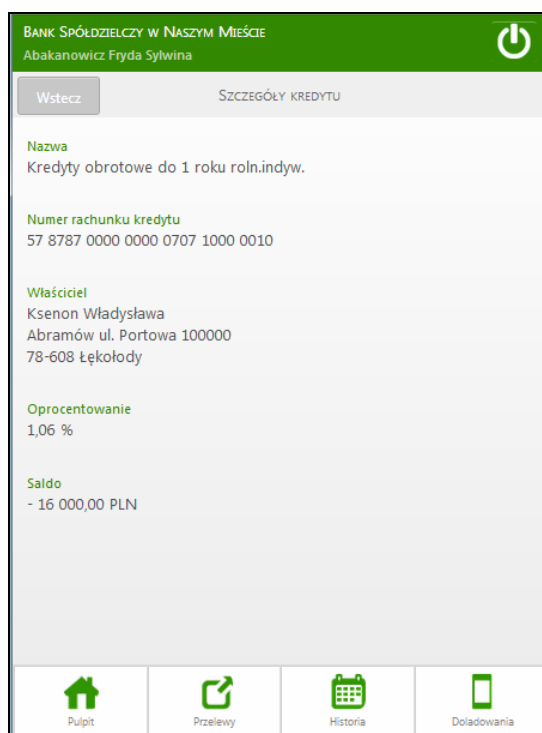 Bank Spółdzielczy w Naszym Mieście
Abakanowicz Fryda Sylwina
Wstecz
Szczegóły kredytu
Nazwa
Kredyty obrotowe do 1 roku roln.indyw.
Numer rachunku kredytu
57 8787 0000 0000 0707 1000 0010
Właściciel
Ksenon Władysława
Abramów ul. Portowa 100000
78-608 Łękołody
Oprocentowanie
1,06 %
Saldo
- 16 000,00 PLN
Pulpit
Przelewy
Historia
Doladowania